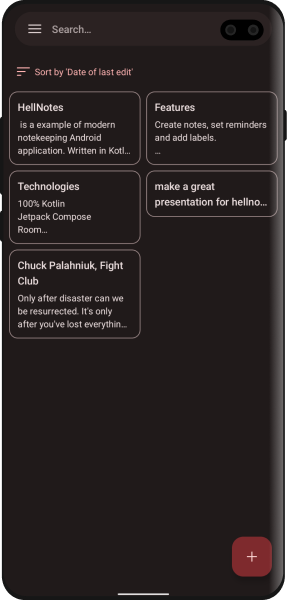 Search...
Sort by 'Date of last edit'
HellNotes
is a example of modern
notekeeping Android
application. Written in Kotl...
Features
Create notes, set reminders
and add labels.
...
Technologies
100% Kotlin
Jetpack Compose
Room...
make a great
presentation for hellno...
Chuck Palahniuk, Fight
Club
Only after disaster can we
be resurrected. It's only
after you've lost everythin...